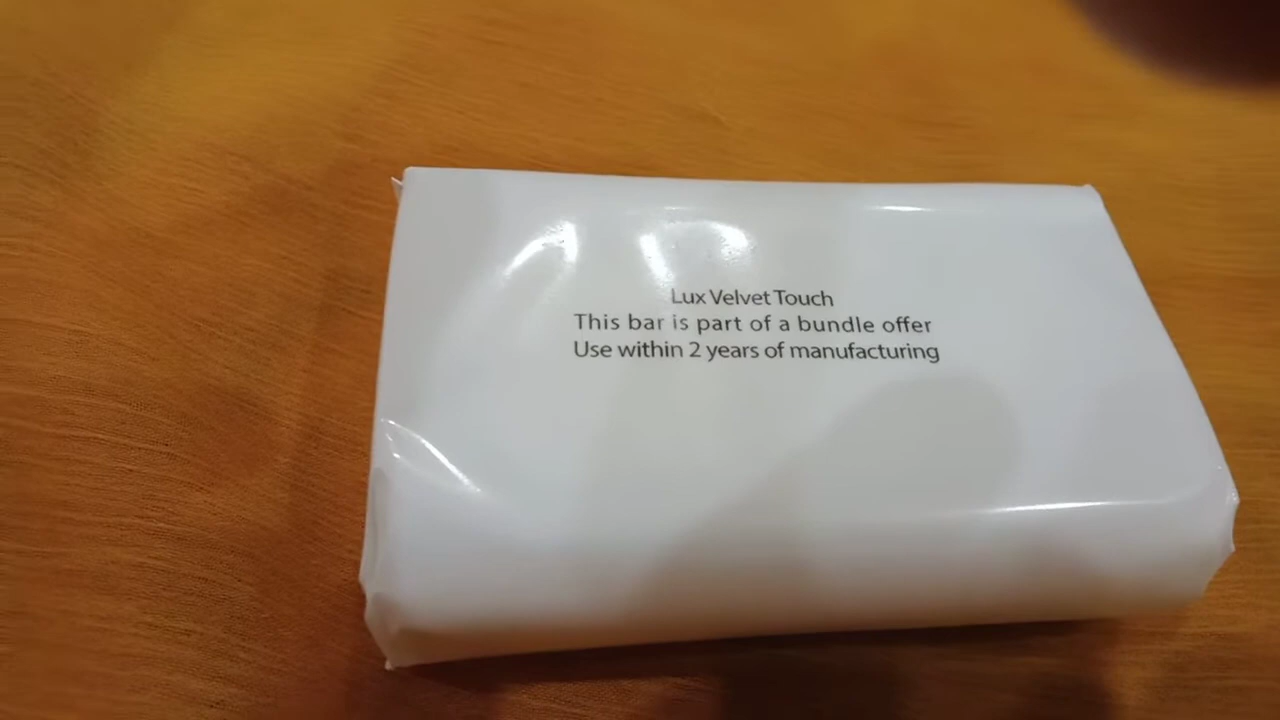 Lux Velvet Touch
This bar is part of a bundle offer
Use within 2 years of manufacturing